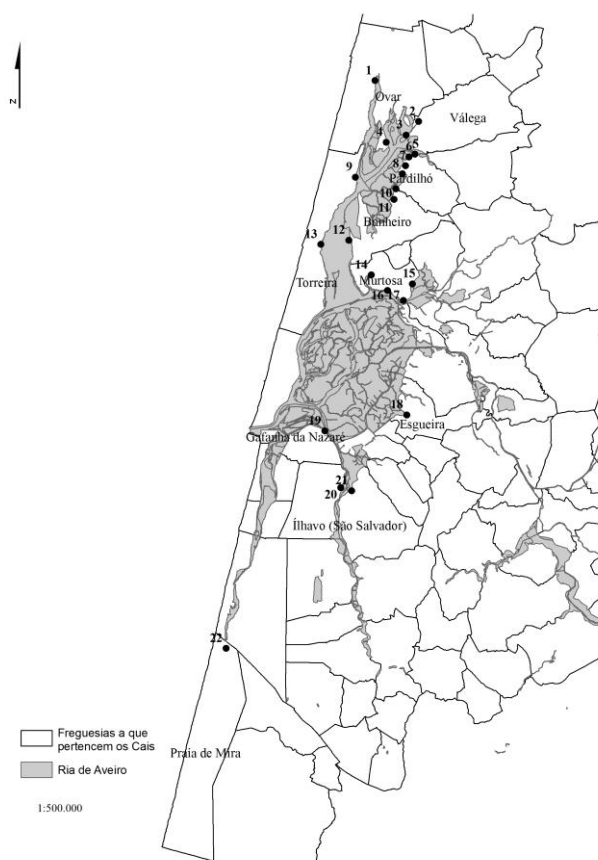 1
Ovar
2
Válega
3
4
65
7
8
Pardilhó
9
10
11
Bunheiro
12
13
14
15
Torreira
Murtosa
16 17
18
Esgueira
19
Gafanha da Nazaré
21
20
Ílhavo (São Salvador)
22
Praia de Mira
z
Freguesias a que
pertencem os Cais
Ria de Aveiro
1:500.000